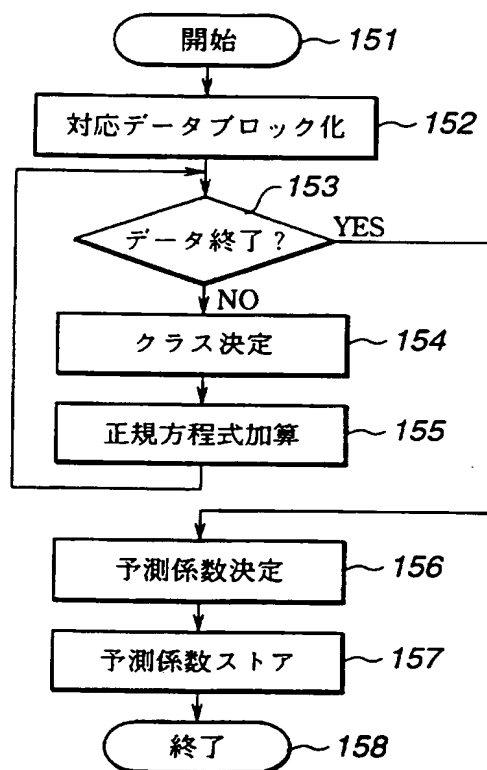 開始 151
対応データブロック化 152
153
データ終了? YES
NO
クラス決定 154
正規方程式加算 155
予測係数決定 156
予測係数ストア 157
終了 158